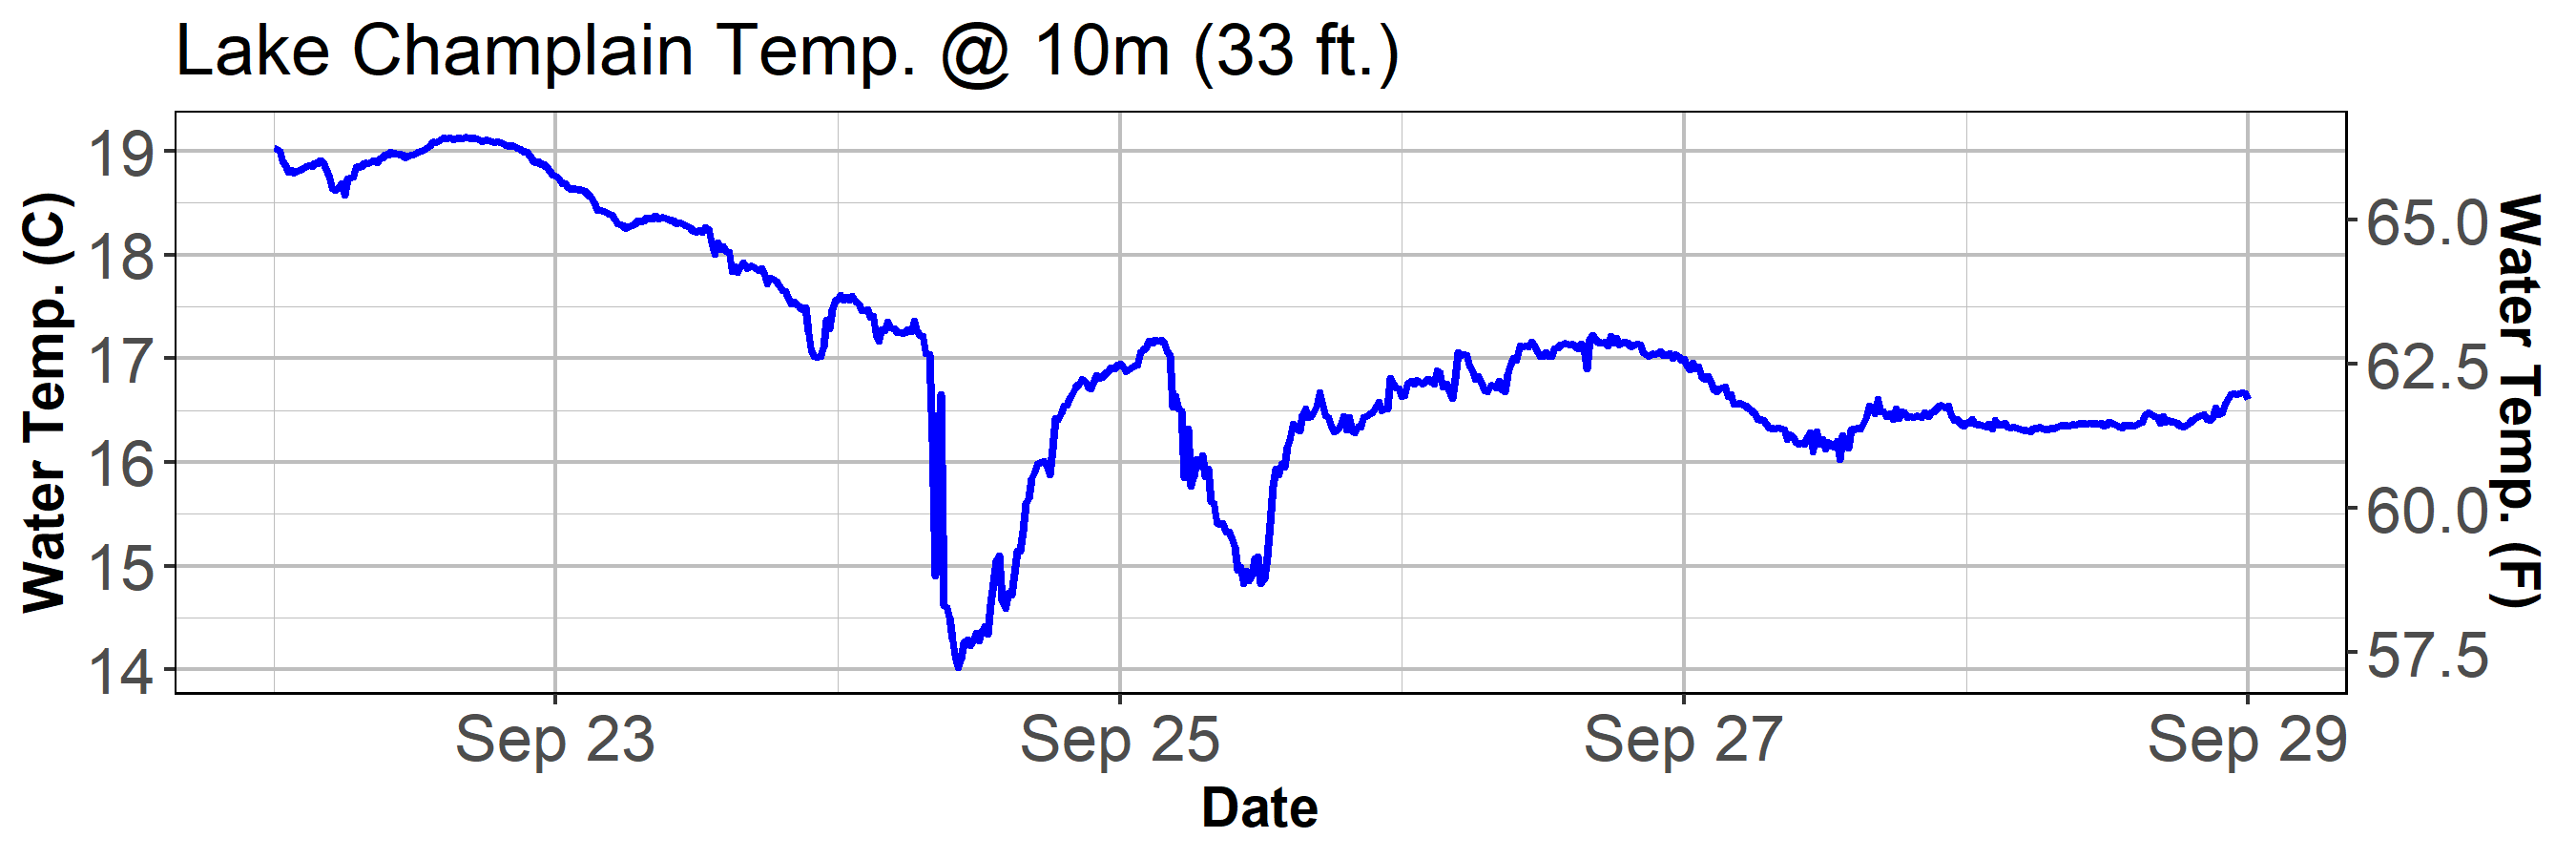 Lake Champlain Temp. @ 10m (33 ft.)
Water Temp. (C)
19
18
17
16
15
14
65.0
62.5
60.0
57.5
Water Temp. (F)
Sep 23 Sep 25 Sep 27 Sep 29
Date